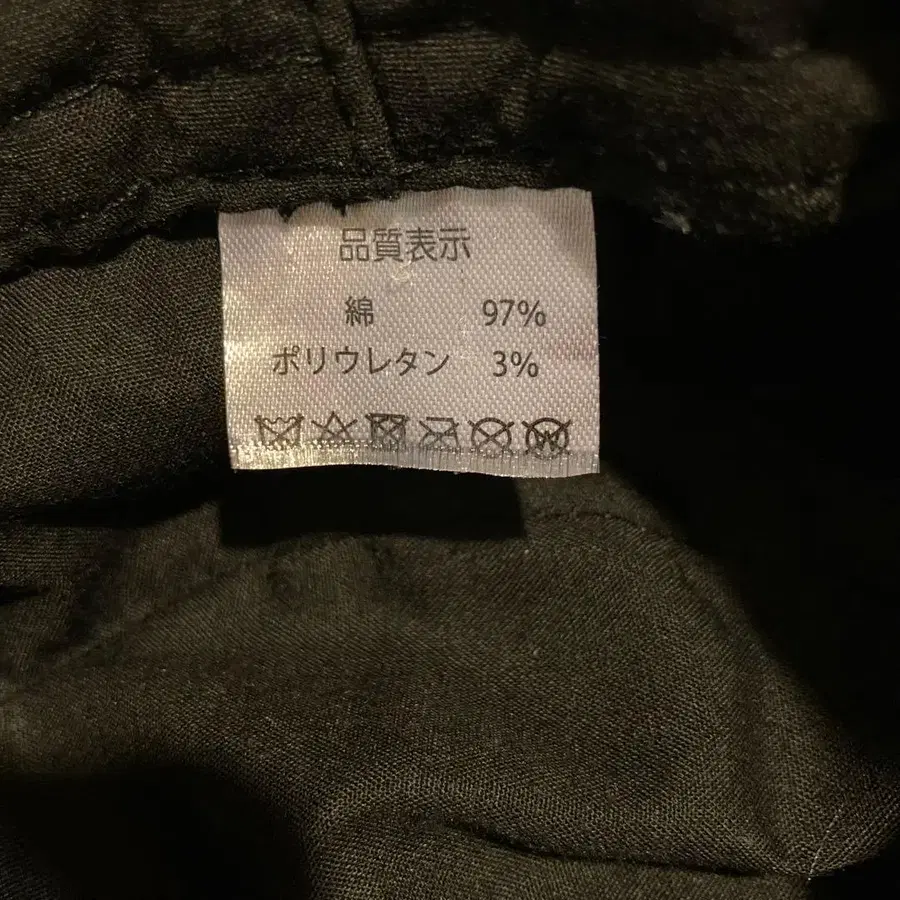 品質表示
綿 97%
ポリウレタン 3%